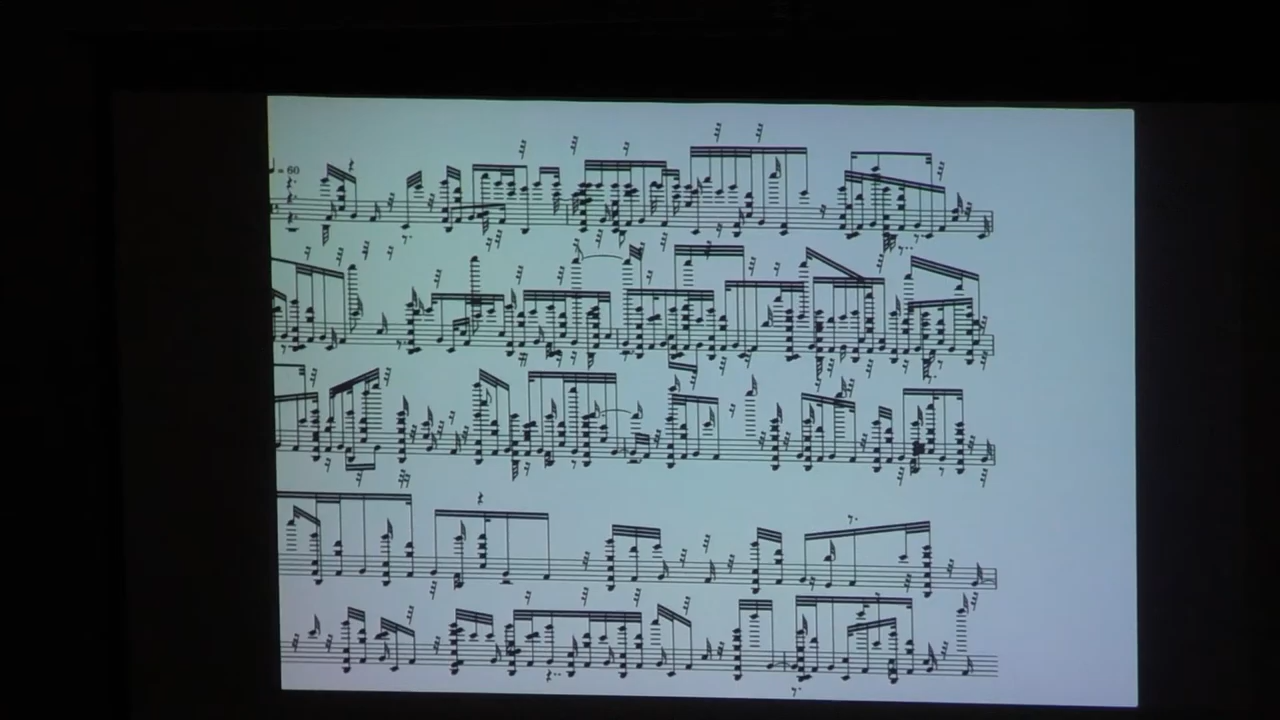 ♩ = 60